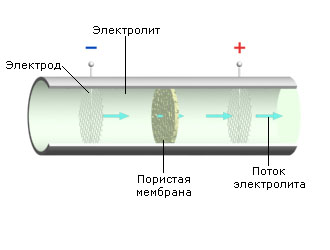 Электролит
Электрод
−
+
Пористая
мембрана
Поток
электролита